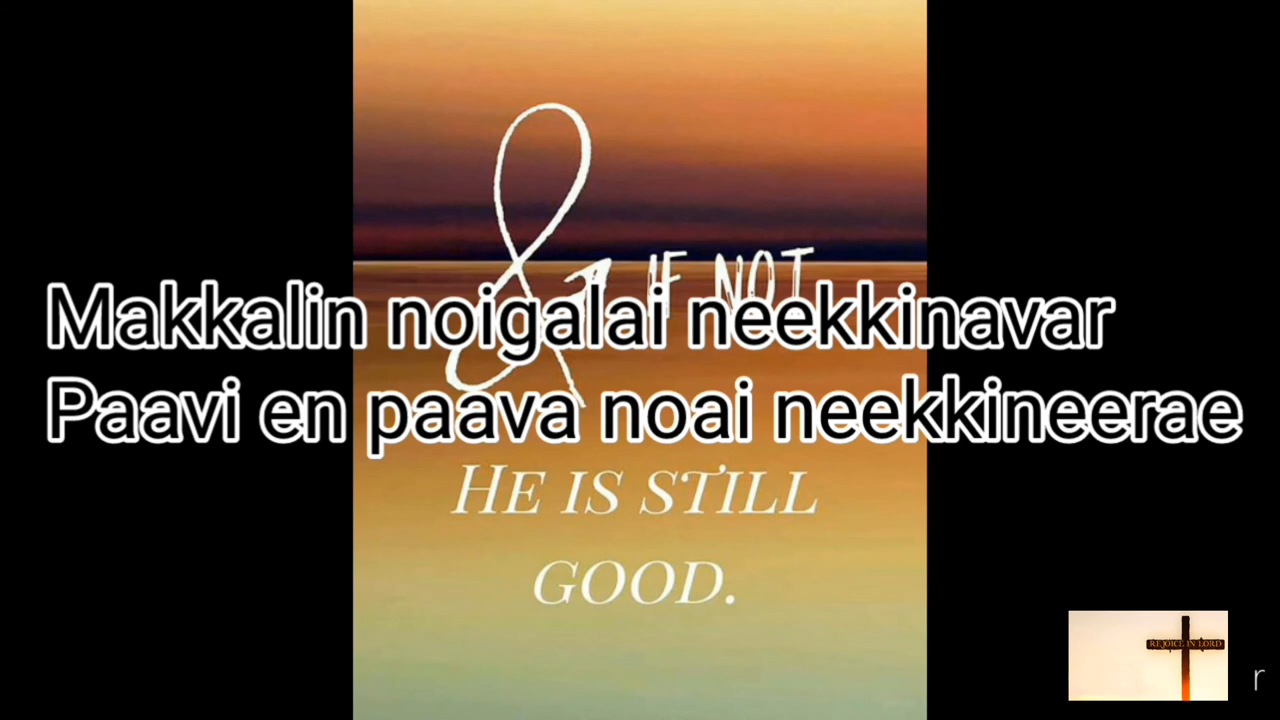 & IF NOT
Makkalin noigalai neekkinavar
Paavi en paava noai neekkineerae
HE IS STILL
GOOD.
REJOICE IN LORD
r